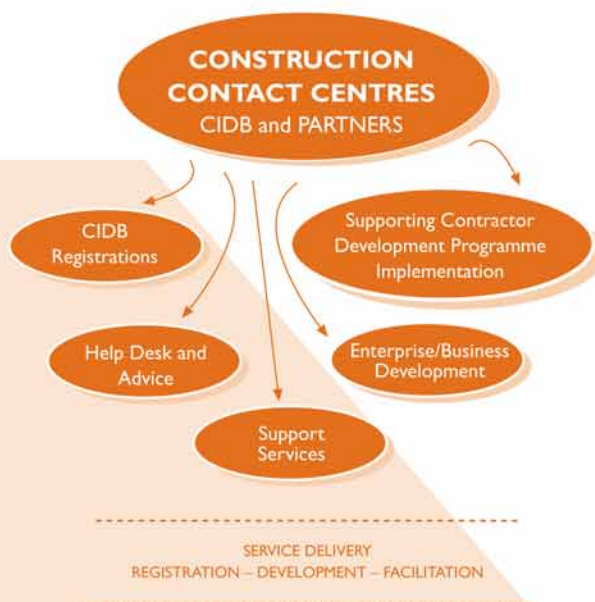 CONSTRUCTION
CONTACT CENTRES
CIDB and PARTNERS
CIDB
Registrations
Supporting Contractor
Development Programme
Implementation
Help Desk and
Advice
Enterprise/Business
Development
Support
Services
SERVICE DELIVERY
REGISTRATION – DEVELOPMENT – FACILITATION